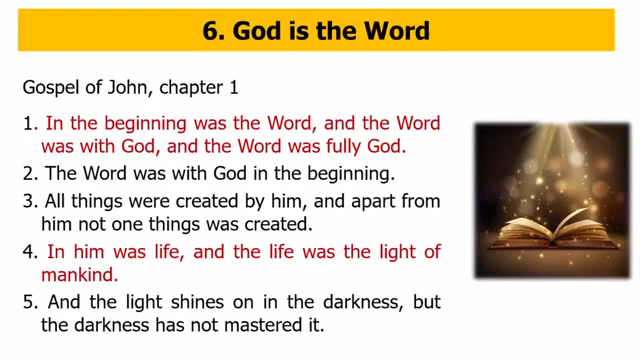 6. God is the Word
Gospel of John, chapter 1
1. In the beginning was the Word, and the Word
was with God, and the Word was fully God.
2. The Word was with God in the beginning.
3. All things were created by him, and apart from
him not one things was created.
4. In him was life, and the life was the light of
mankind.
5. And the light shines on in the darkness, but
the darkness has not mastered it.